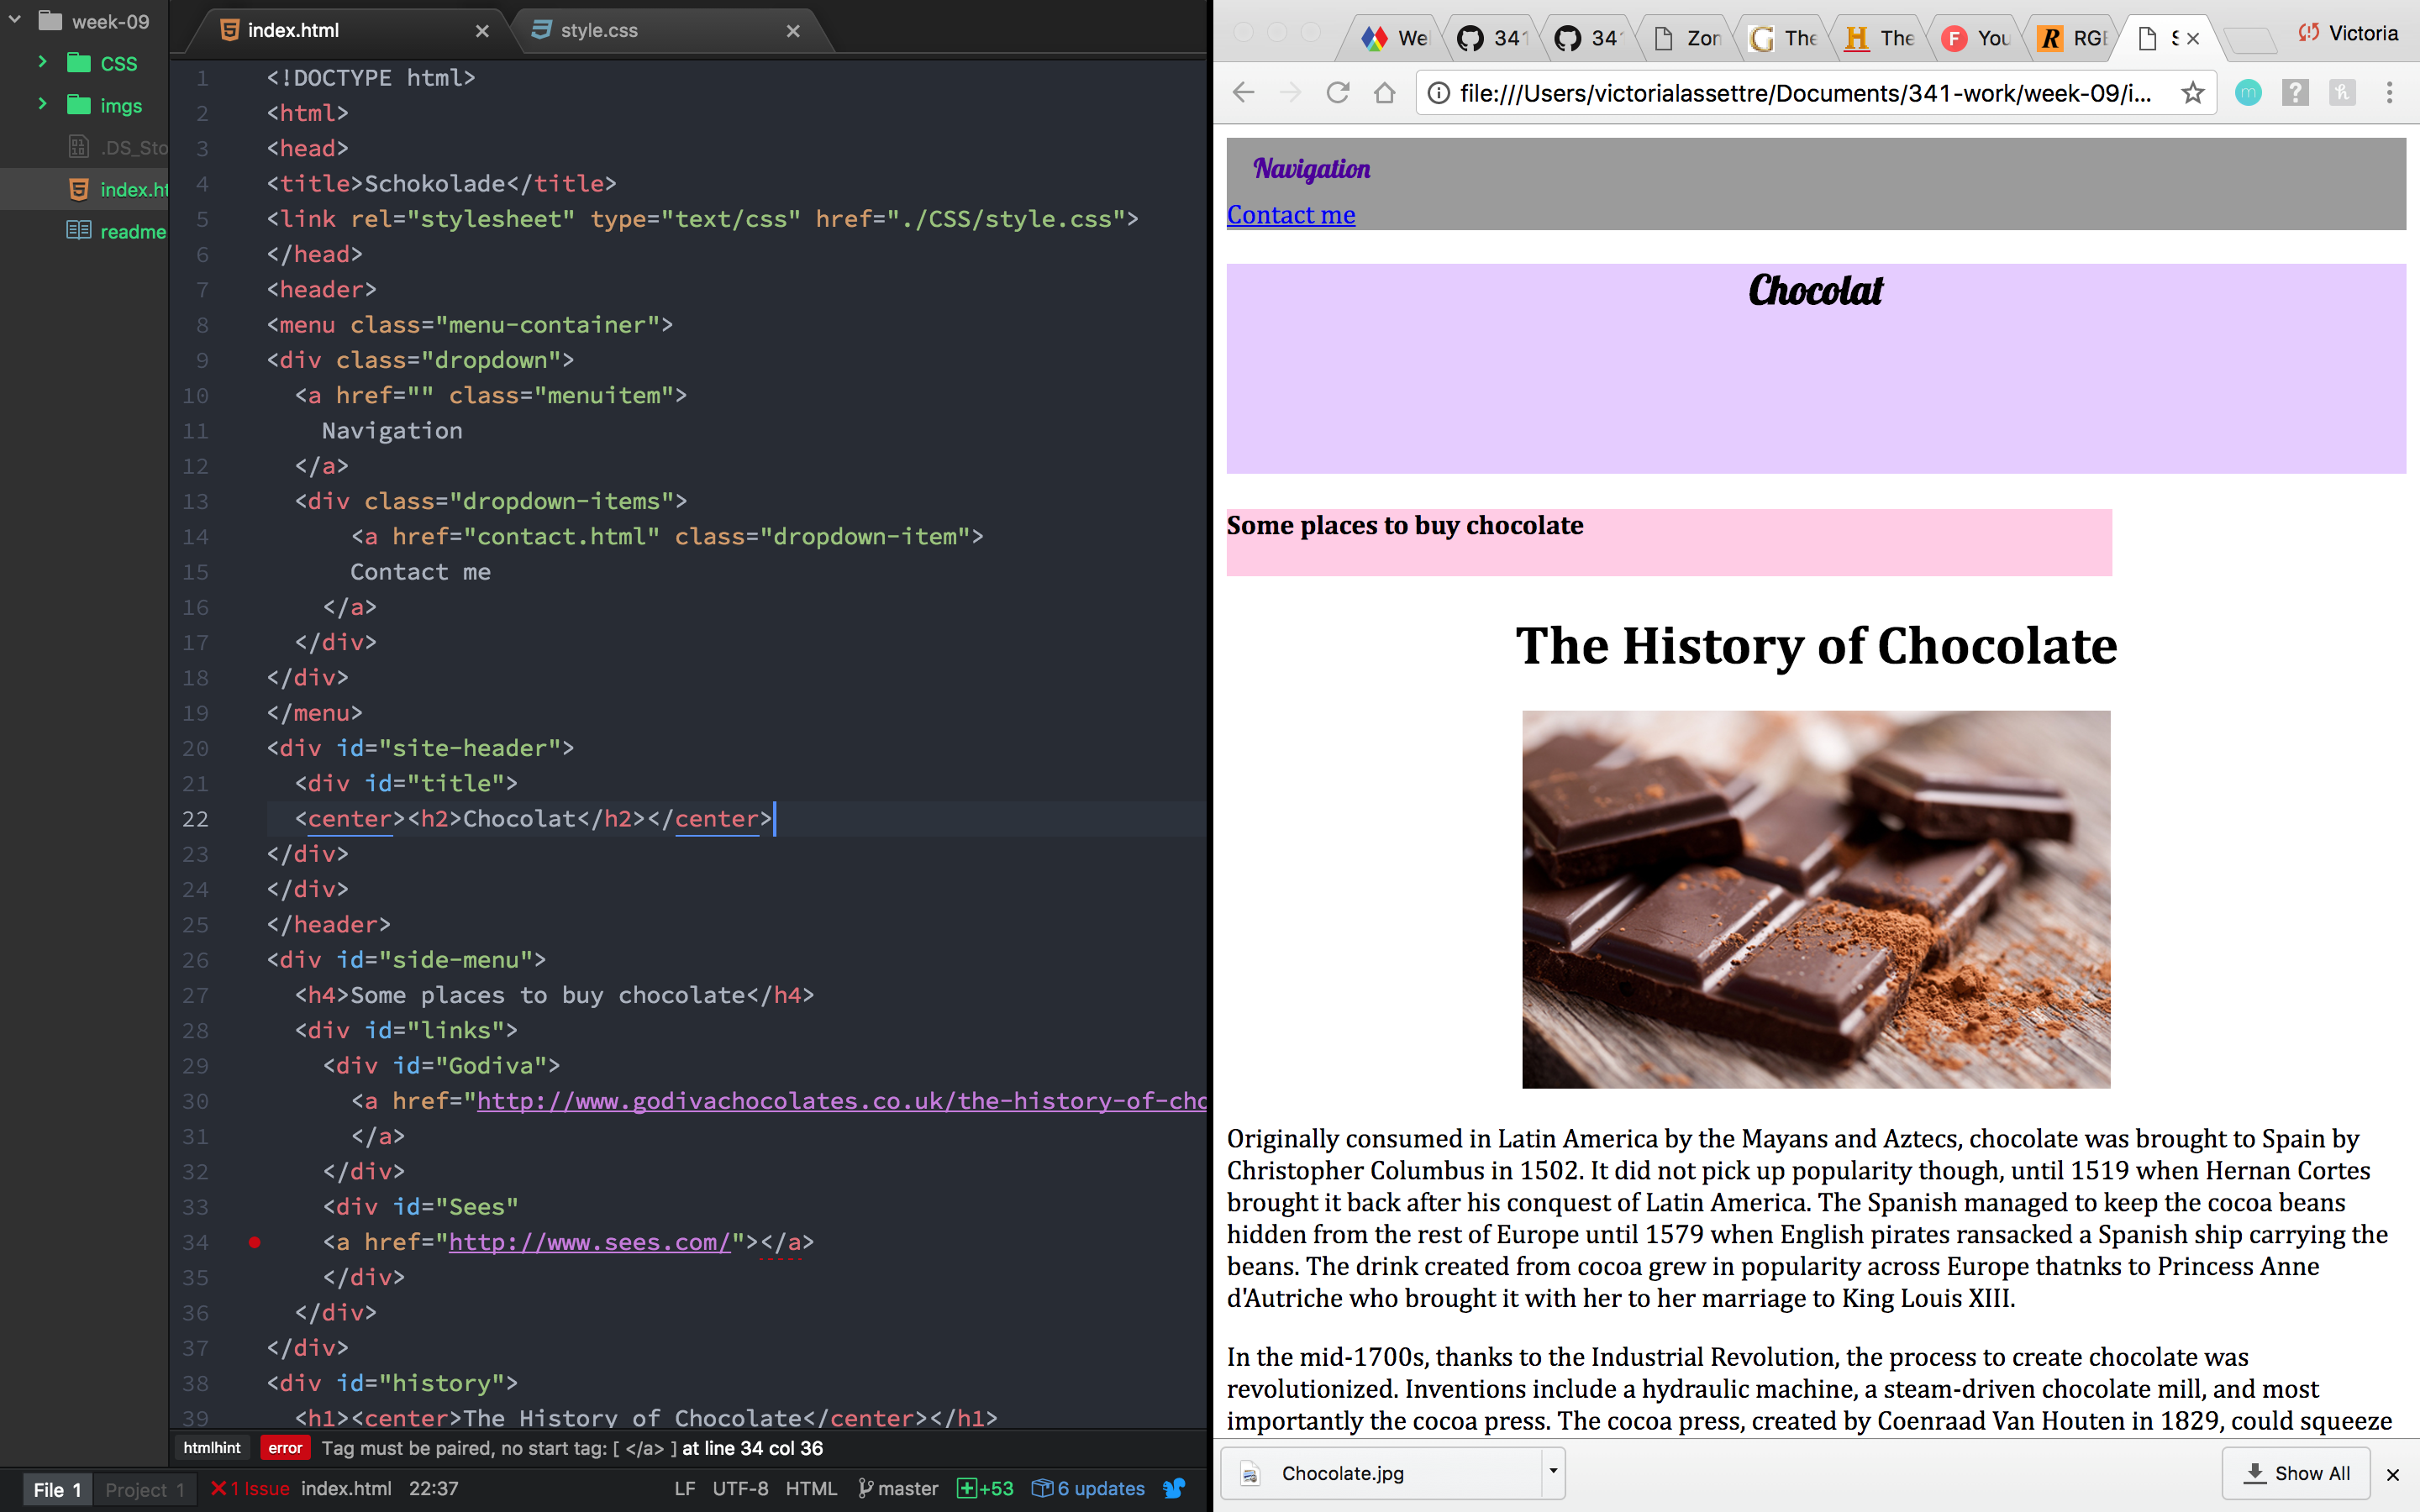 week-09
CSS
imgs
.DS_Sto
index.ht
readme
index.html
style.css
1 <!DOCTYPE html>
2 <html>
3 <head>
4 <title>Schokolade</title>
5 <link rel="stylesheet" type="text/css" href="./CSS/style.css">
6 </head>
7 <header>
8 <menu class="menu-container">
9 <div class="dropdown">
10 <a href="" class="menuitem">
11 Navigation
12 </a>
13 <div class="dropdown-items">
14 <a href="contact.html" class="dropdown-item">
15 Contact me
16 </a>
17 </div>
18 </div>
19 </menu>
20 <div id="site-header">
21 <div id="title">
22 <center><h2>Chocolat</h2></center>
23 </div>
24 </div>
25 </header>
26 <div id="side-menu">
27 <h4>Some places to buy chocolate</h4>
28 <div id="links">
29 <div id="Godiva">
30 <a href="http://www.godivachocolates.co.uk/the-history-of-cho
31 </a>
32 </div>
33 <div id="Sees"
34 <a href="http://www.sees.com/"></a>
35 </div>
36 </div>
37 </div>
38 <div id="history">
39 <h1><center>The History of Chocolate</center></h1>
htmlhint error Tag must be paired, no start tag: [ </a> ] at line 34 col 36
File 1 Project 1 1 Issue index.html 22:37 LF UTF-8 HTML master +53 6 updates
Wel 341 341 Zon The The You RGB S Victoria
file:///Users/victorialassettre/Documents/341-work/week-09/i...
Navigation
Contact me
Chocolat
Some places to buy chocolate
The History of Chocolate
Originally consumed in Latin America by the Mayans and Aztecs, chocolate was brought to Spain by
Christopher Columbus in 1502. It did not pick up popularity though, until 1519 when Hernan Cortes
brought it back after his conquest of Latin America. The Spanish managed to keep the cocoa beans
hidden from the rest of Europe until 1579 when English pirates ransacked a Spanish ship carrying the
beans. The drink created from cocoa grew in popularity across Europe thatnks to Princess Anne
d'Autriche who brought it with her to her marriage to King Louis XIII.
In the mid-1700s, thanks to the Industrial Revolution, the process to create chocolate was
revolutionized. Inventions include a hydraulic machine, a steam-driven chocolate mill, and most
importantly the cocoa press. The cocoa press, created by Coenraad Van Houten in 1829, could squeeze
Chocolate.jpg
Show All